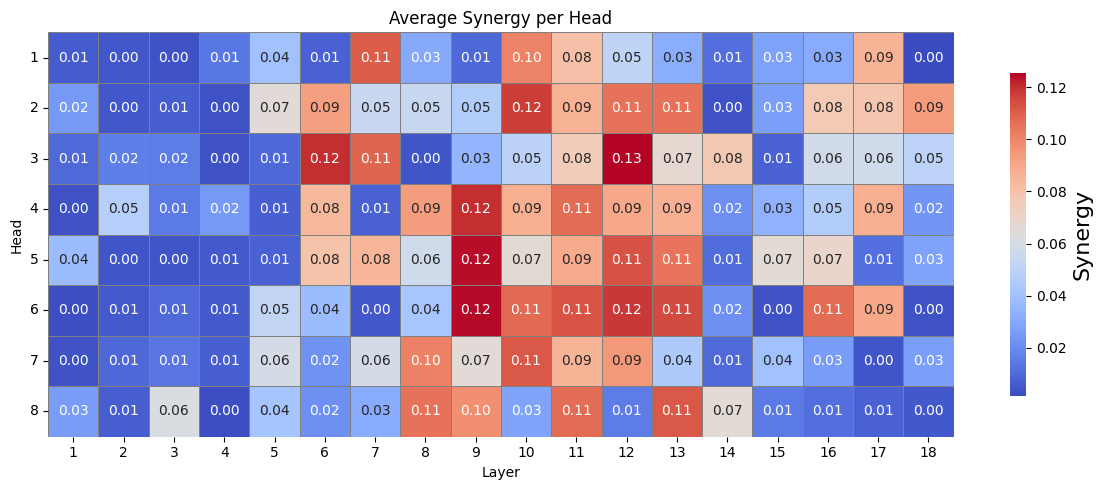 Average Synergy per Head
1 0.01 0.00 0.00 0.01 0.04 0.01 0.11 0.03 0.01 0.10 0.08 0.05 0.03 0.01 0.03 0.03 0.09 0.00
2 0.02 0.00 0.01 0.00 0.07 0.09 0.05 0.05 0.05 0.12 0.09 0.11 0.11 0.00 0.03 0.08 0.08 0.09
3 0.01 0.02 0.02 0.00 0.01 0.12 0.11 0.00 0.03 0.05 0.08 0.13 0.07 0.08 0.01 0.06 0.06 0.05
4 0.00 0.05 0.01 0.02 0.01 0.08 0.01 0.09 0.12 0.09 0.11 0.09 0.09 0.02 0.03 0.05 0.09 0.02
5 0.04 0.00 0.00 0.01 0.01 0.08 0.08 0.06 0.12 0.07 0.09 0.11 0.11 0.01 0.07 0.07 0.01 0.03
6 0.00 0.01 0.01 0.01 0.05 0.04 0.00 0.04 0.12 0.11 0.11 0.12 0.11 0.02 0.00 0.11 0.09 0.00
7 0.00 0.01 0.01 0.01 0.06 0.02 0.06 0.10 0.07 0.11 0.09 0.09 0.04 0.01 0.04 0.03 0.00 0.03
8 0.03 0.01 0.06 0.00 0.04 0.02 0.03 0.11 0.10 0.03 0.11 0.01 0.11 0.07 0.01 0.01 0.01 0.00
1 2 3 4 5 6 7 8 9 10 11 12 13 14 15 16 17 18
Layer
Head
0.12
0.10
0.08
0.06
0.04
0.02
Synergy